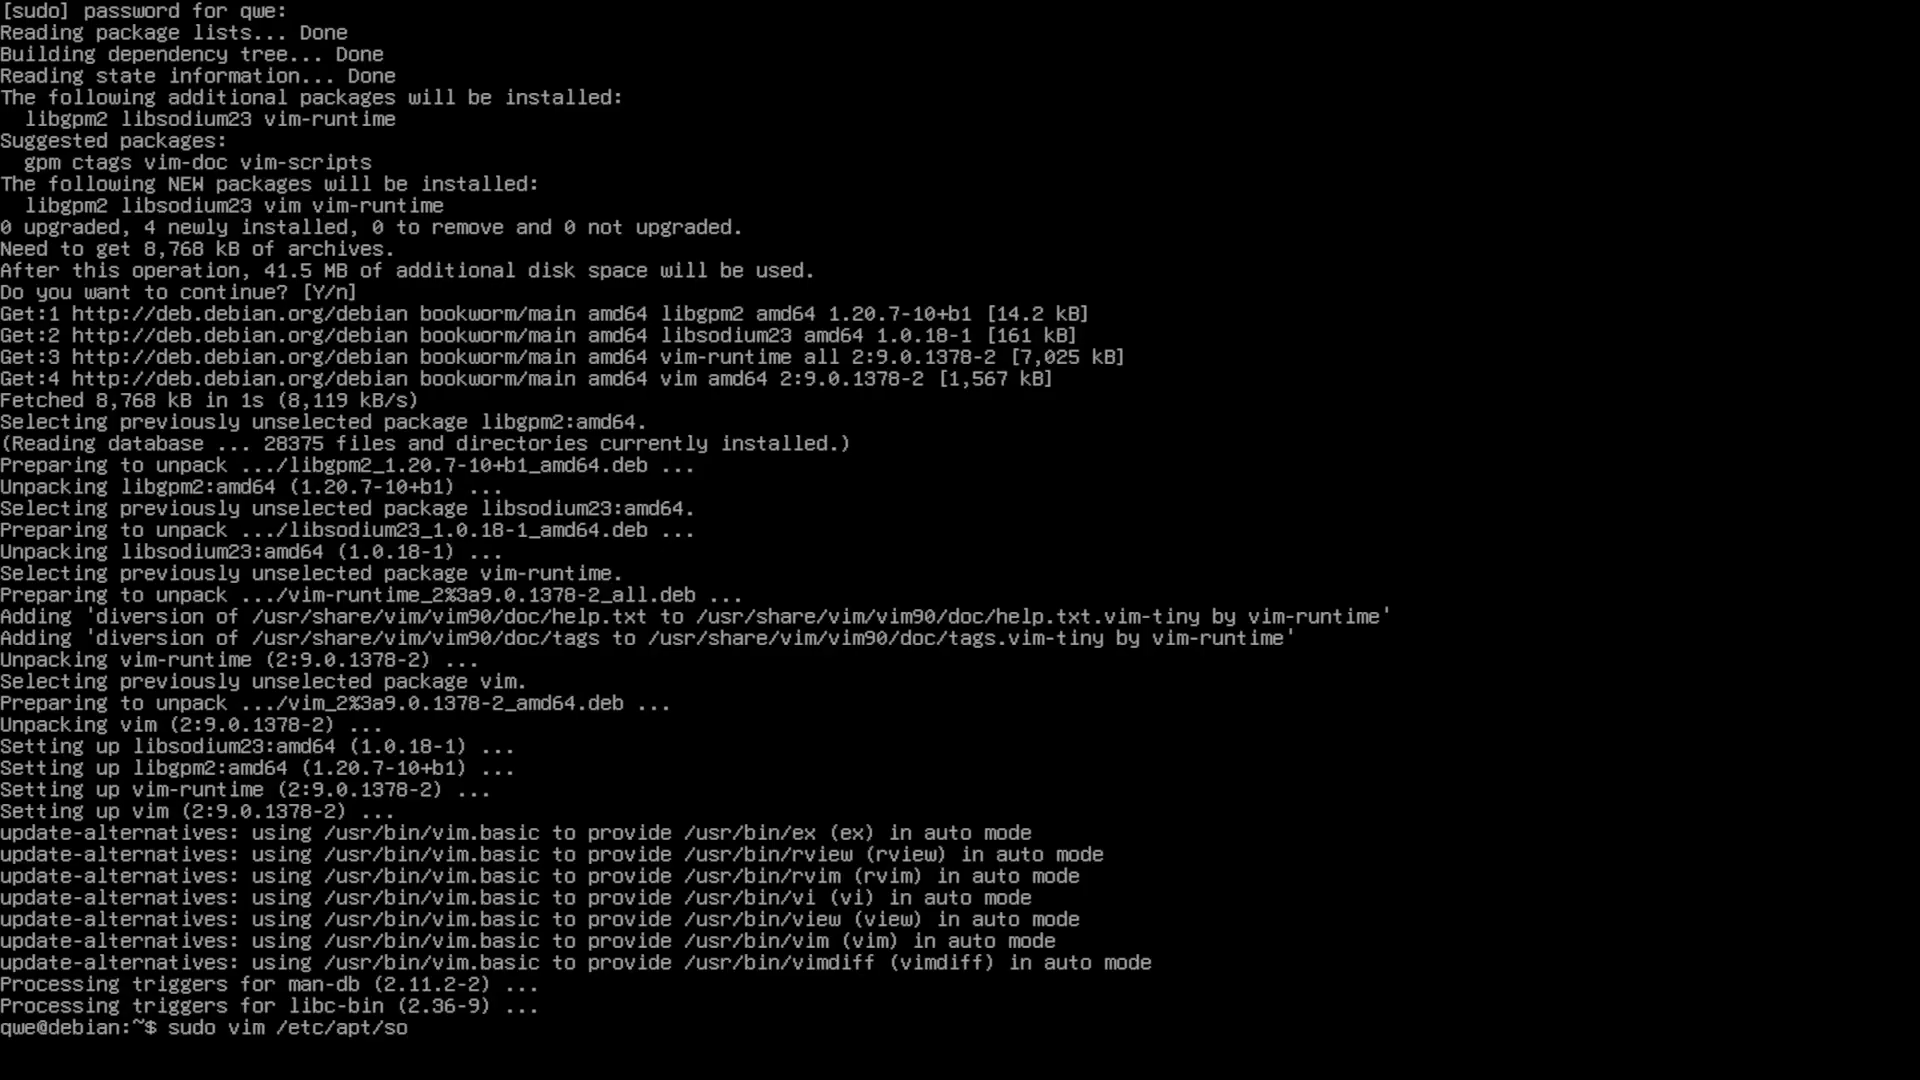 [sudo] password for qwe:
Reading package lists... Done
Building dependency tree... Done
Reading state information... Done
The following additional packages will be installed:
  libgpm2 libsodium23 vim-runtime
Suggested packages:
  gpm ctags vim-doc vim-scripts
The following NEW packages will be installed:
  libgpm2 libsodium23 vim vim-runtime
0 upgraded, 4 newly installed, 0 to remove and 0 not upgraded.
Need to get 8,768 kB of archives.
After this operation, 41.5 MB of additional disk space will be used.
Do you want to continue? [Y/n]
Get:1 http://deb.debian.org/debian bookworm/main amd64 libgpm2 amd64 1.20.7-10+b1 [14.2 kB]
Get:2 http://deb.debian.org/debian bookworm/main amd64 libsodium23 amd64 1.0.18-1 [161 kB]
Get:3 http://deb.debian.org/debian bookworm/main amd64 vim-runtime all 2:9.0.1378-2 [7,025 kB]
Get:4 http://deb.debian.org/debian bookworm/main amd64 vim amd64 2:9.0.1378-2 [1,567 kB]
Fetched 8,768 kB in 1s (8,119 kB/s)
Selecting previously unselected package libgpm2:amd64.
(Reading database ... 28375 files and directories currently installed.)
Preparing to unpack .../libgpm2_1.20.7-10+b1_amd64.deb ...
Unpacking libgpm2:amd64 (1.20.7-10+b1) ...
Selecting previously unselected package libsodium23:amd64.
Preparing to unpack .../libsodium23_1.0.18-1_amd64.deb ...
Unpacking libsodium23:amd64 (1.0.18-1) ...
Selecting previously unselected package vim-runtime.
Preparing to unpack .../vim-runtime_2%3a9.0.1378-2_all.deb ...
Adding 'diversion of /usr/share/vim/vim90/doc/help.txt to /usr/share/vim/vim90/doc/help.txt.vim-tiny by vim-runtime'
Adding 'diversion of /usr/share/vim/vim90/doc/tags to /usr/share/vim/vim90/doc/tags.vim-tiny by vim-runtime'
Unpacking vim-runtime (2:9.0.1378-2) ...
Selecting previously unselected package vim.
Preparing to unpack .../vim_2%3a9.0.1378-2_amd64.deb ...
Unpacking vim (2:9.0.1378-2) ...
Setting up libsodium23:amd64 (1.0.18-1) ...
Setting up libgpm2:amd64 (1.20.7-10+b1) ...
Setting up vim-runtime (2:9.0.1378-2) ...
Setting up vim (2:9.0.1378-2) ...
update-alternatives: using /usr/bin/vim.basic to provide /usr/bin/ex (ex) in auto mode
update-alternatives: using /usr/bin/vim.basic to provide /usr/bin/rview (rview) in auto mode
update-alternatives: using /usr/bin/vim.basic to provide /usr/bin/rvim (rvim) in auto mode
update-alternatives: using /usr/bin/vim.basic to provide /usr/bin/vi (vi) in auto mode
update-alternatives: using /usr/bin/vim.basic to provide /usr/bin/view (view) in auto mode
update-alternatives: using /usr/bin/vim.basic to provide /usr/bin/vim (vim) in auto mode
update-alternatives: using /usr/bin/vim.basic to provide /usr/bin/vimdiff (vimdiff) in auto mode
Processing triggers for man-db (2.11.2-2) ...
Processing triggers for libc-bin (2.36-9) ...
qwe@debian:~$ sudo vim /etc/apt/so